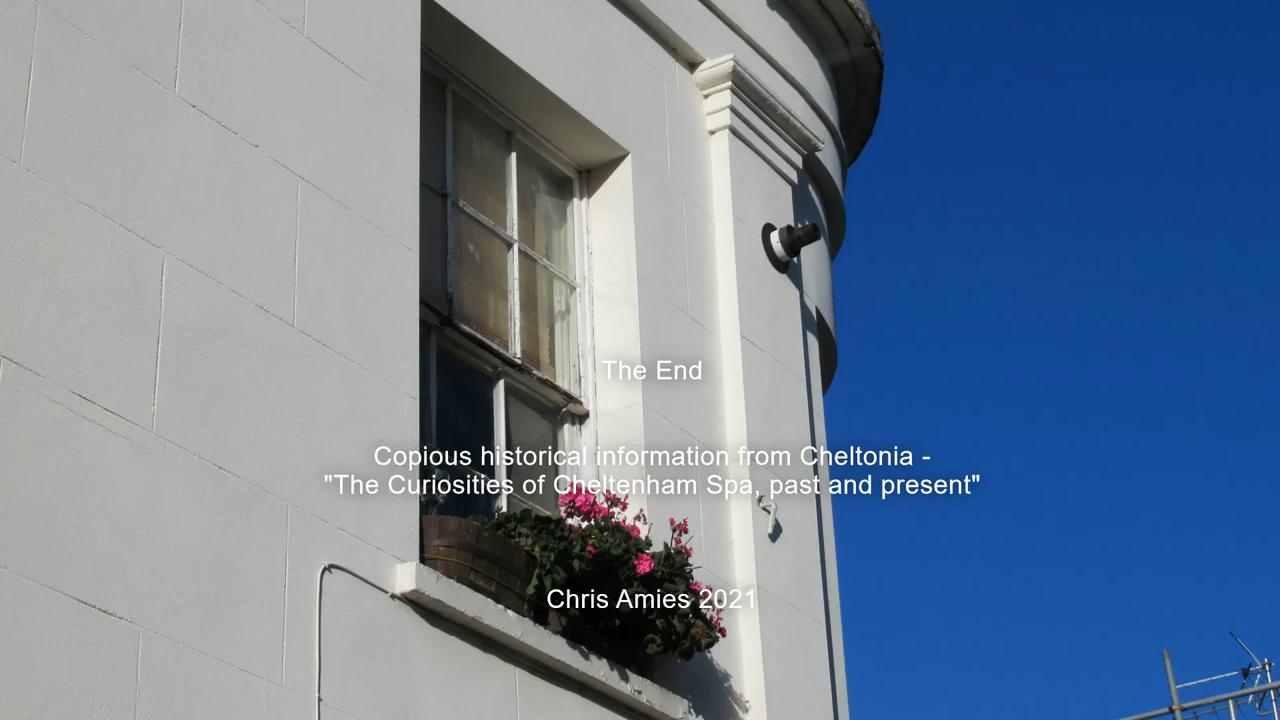 The End
Copious historical information from Cheltonia -
"The Curiosities of Cheltenham Spa, past and present"
Chris Amies 2021